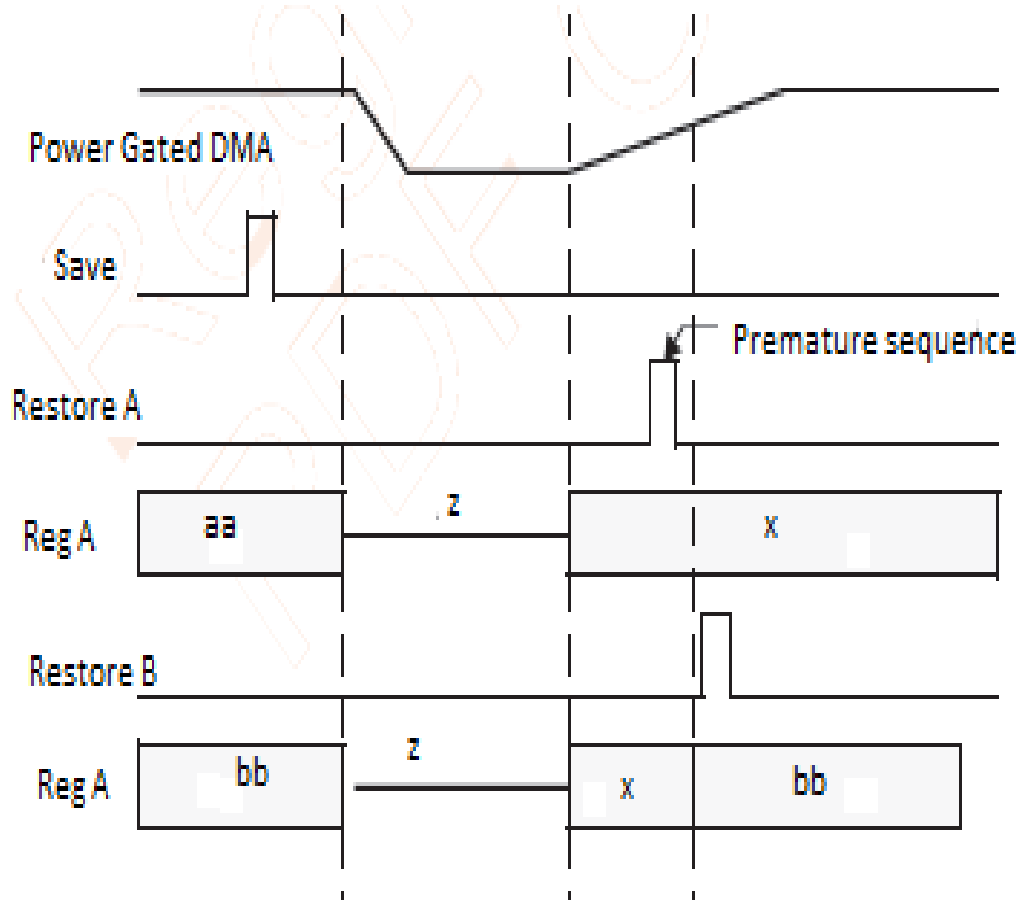 Power Gated DMA
Save
Premature sequence
Restore A
Reg A
aa
z
x
Restore B
Reg A
bb
z
x
bb